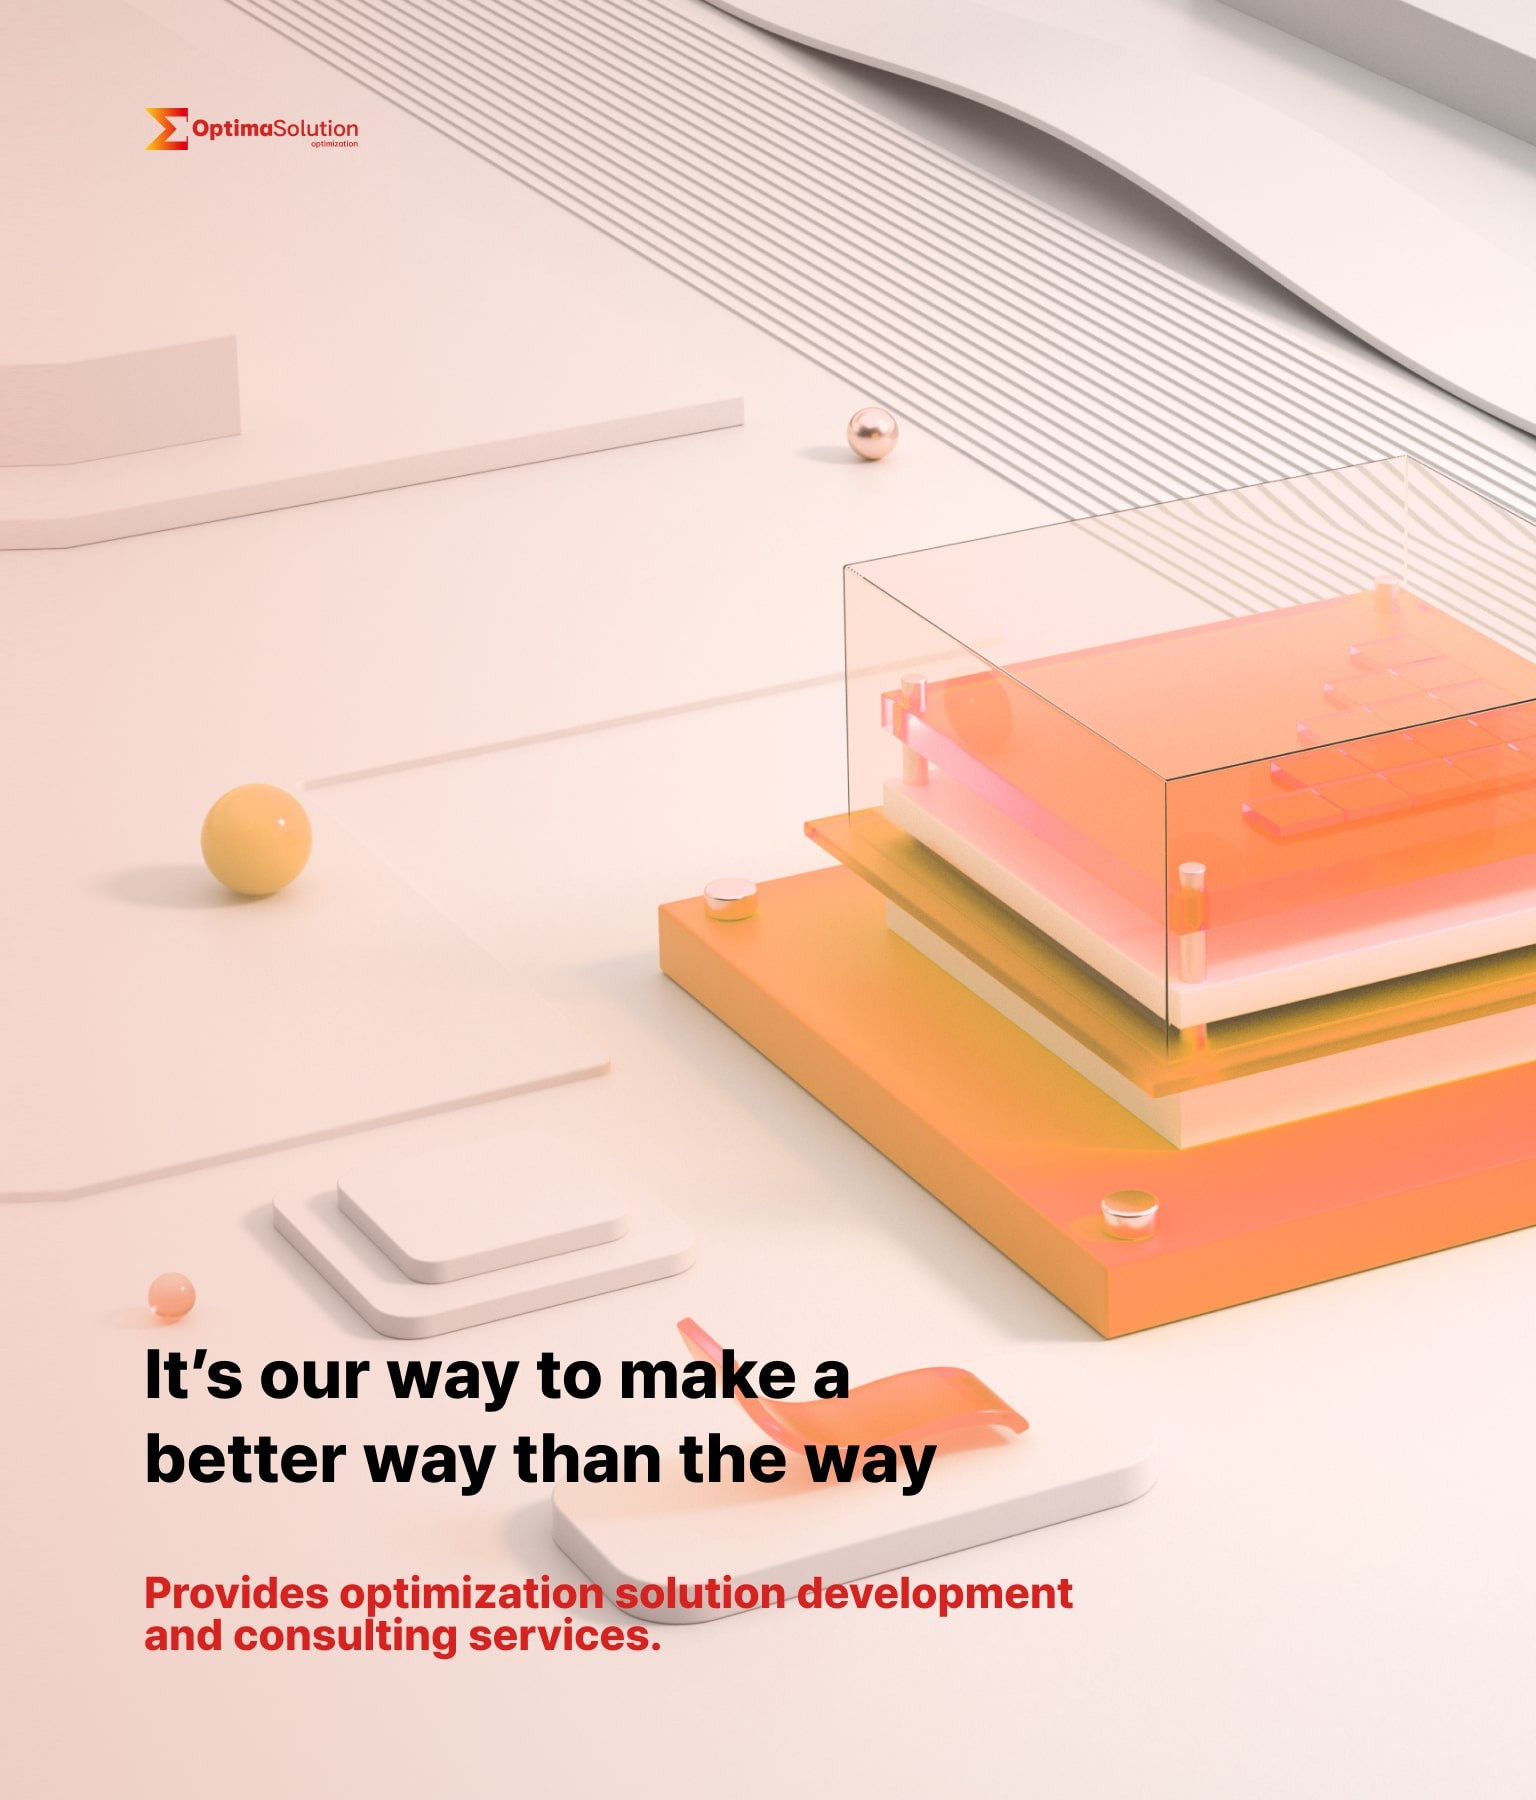 OptimaSolution
optimization
It’s our way to make a
better way than the way
Provides optimization solution development
and consulting services.